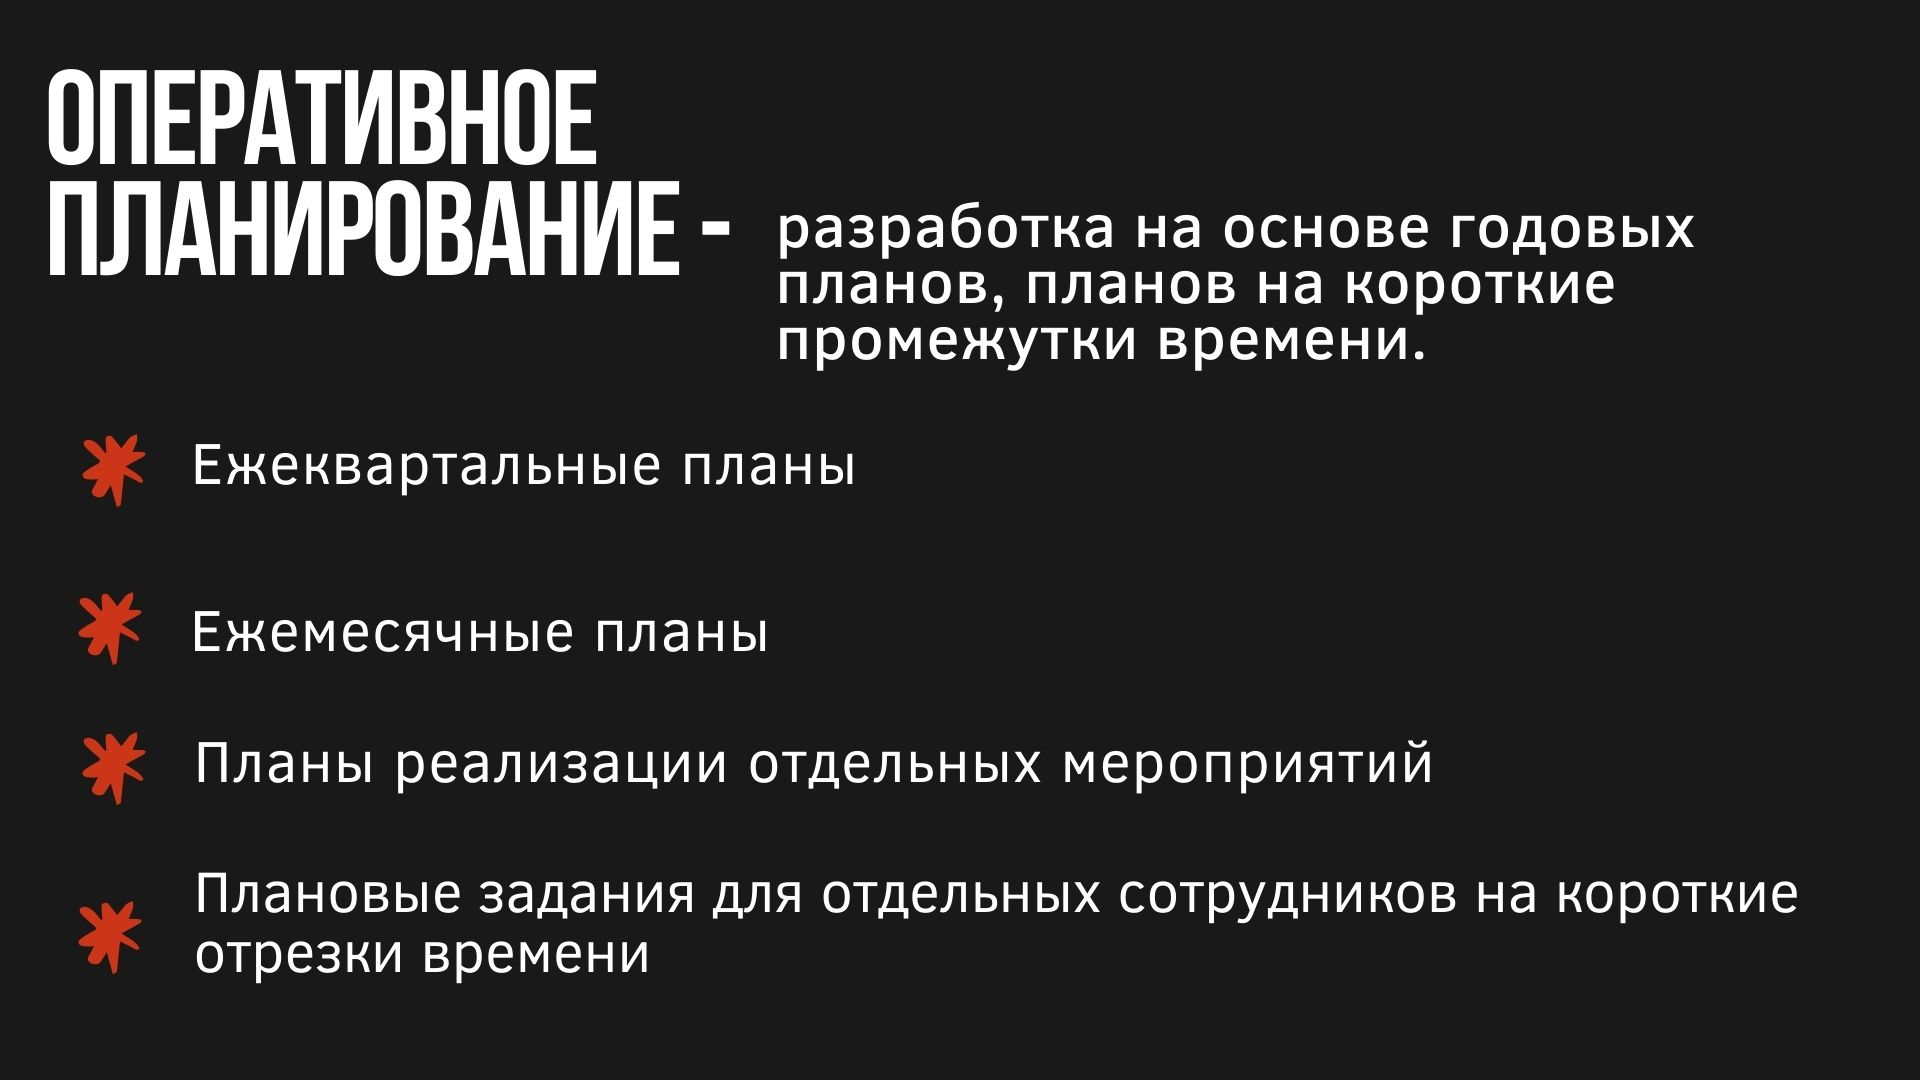 ОПЕРАТИВНОЕ
ПЛАНИРОВАНИЕ -
разработка на основе годовых
планов, планов на короткие
промежутки времени.
Ежеквартальные планы
Ежемесячные планы
Планы реализации отдельных мероприятий
Плановые задания для отдельных сотрудников на короткие
отрезки времени